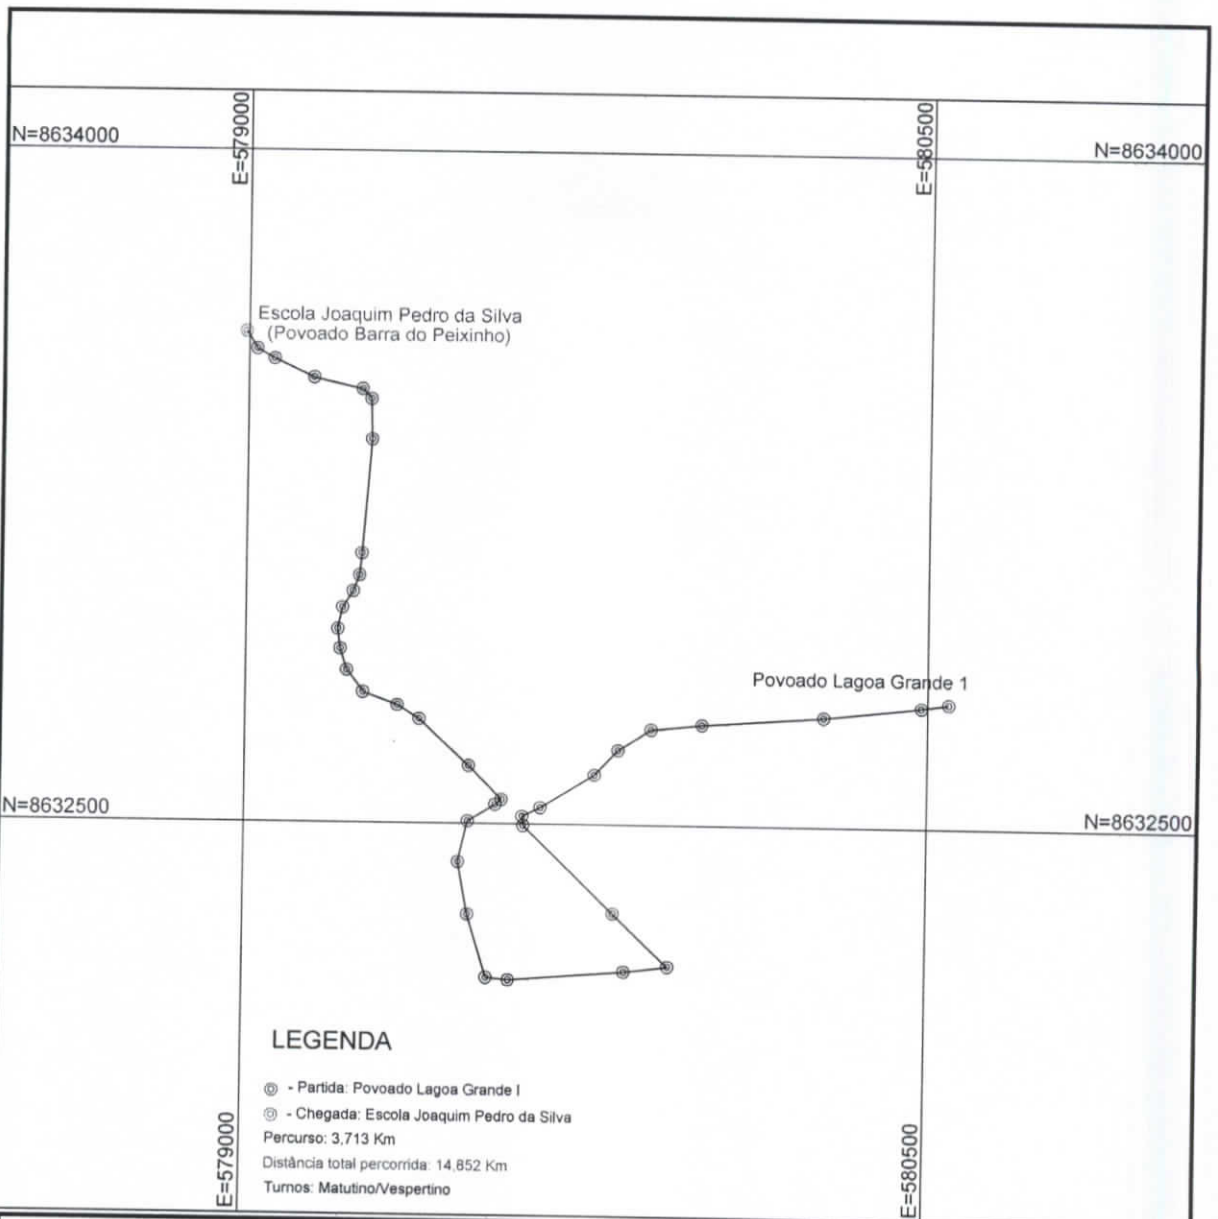 E=579000
E=580500
N=8634000
N=8634000
Escola Joaquim Pedro da Silva
(Povoado Barra do Peixinho)
Povoado Lagoa Grande 1
N=8632500
N=8632500
LEGENDA
- Partida: Povoado Lagoa Grande I
- Chegada: Escola Joaquim Pedro da Silva
Percurso: 3,713 Km
Distância total percorrida: 14,852 Km
Turnos: Matutino/Vespertino
E=579000
E=580500